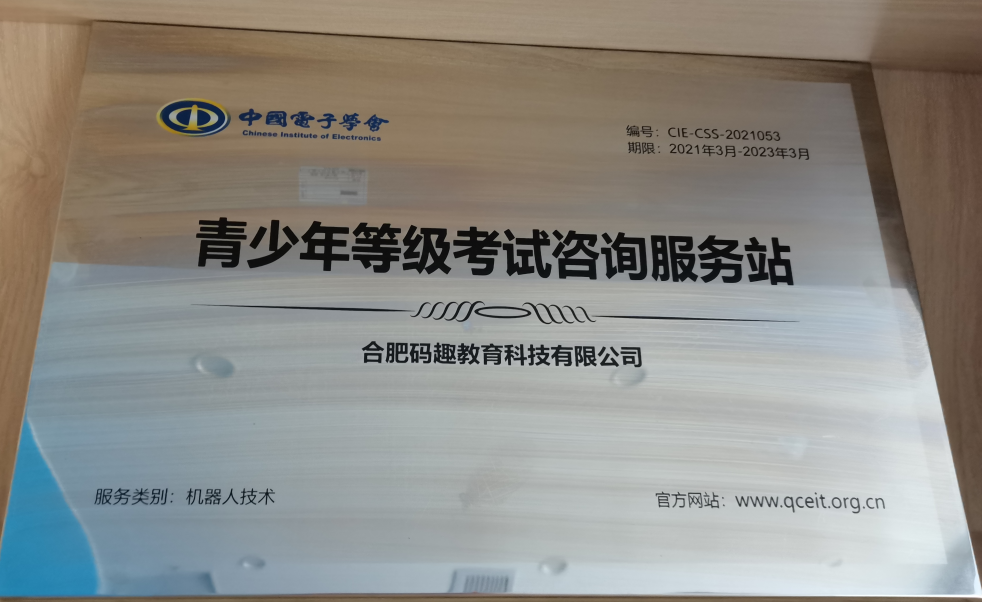 中國電子學會
Chinese Institute of Electronics
编号：CIE-CSS-2021053
期限：2021年3月-2023年3月
青少年等级考试咨询服务站
合肥码趣教育科技有限公司
服务类别：机器人技术
官方网站：www.qceit.org.cn